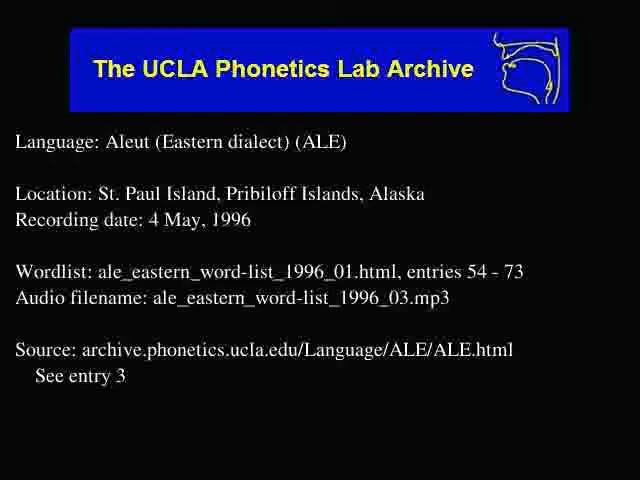 The UCLA Phonetics Lab Archive
Language: Aleut (Eastern dialect) (ALE)
Location: St. Paul Island, Pribiloff Islands, Alaska
Recording date: 4 May, 1996
Wordlist: ale_eastern_word-list_1996_01.html, entries 54 - 73
Audio filename: ale_eastern_word-list_1996_03.mp3
Source: archive.phonetics.ucla.edu/Language/ALE/ALE.html
See entry 3